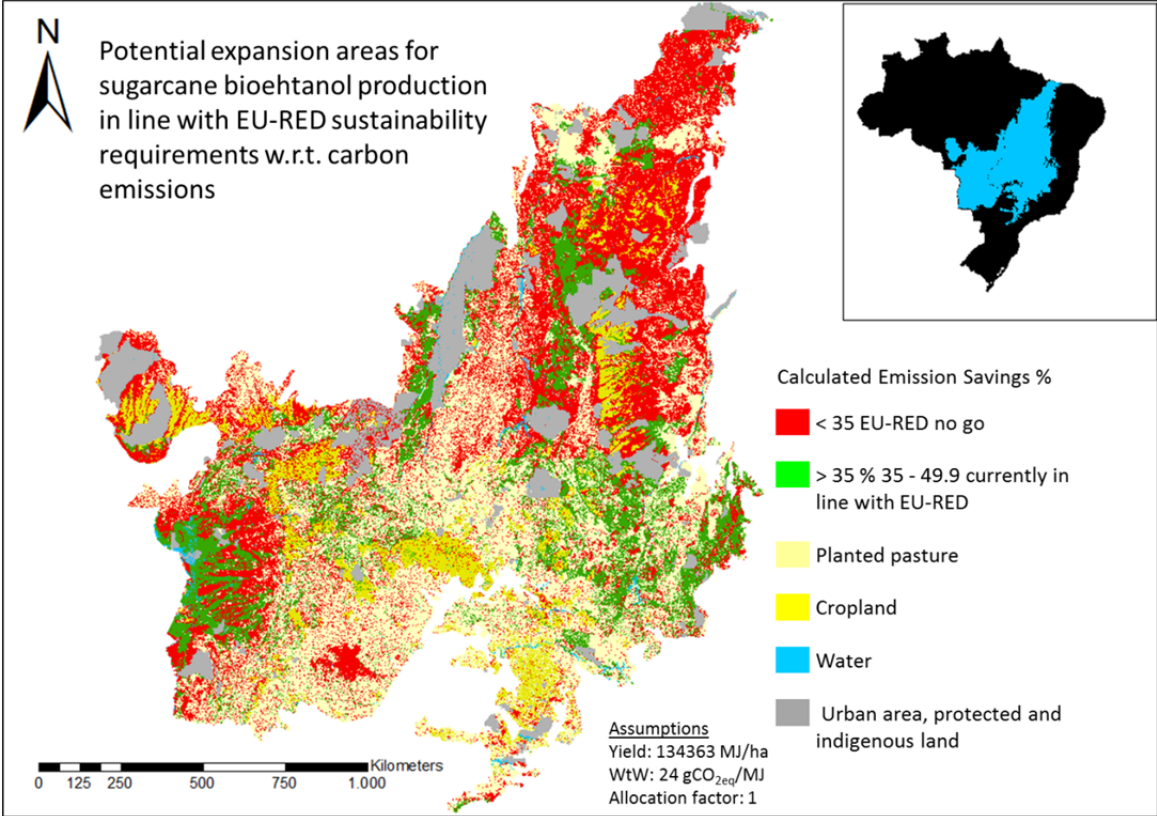 N
Potential expansion areas for
sugarcane bioehtanol production
in line with EU-RED sustainability
requirements w.r.t. carbon
emissions
Calculated Emission Savings %
< 35 EU-RED no go
> 35 % 35 - 49.9 currently in
line with EU-RED
Planted pasture
Cropland
Water
Urban area, protected and
indigenous land
Assumptions
Yield: 134363 MJ/ha
WtW: 24 gCO2eq/MJ
Allocation factor: 1
Kilometers
0 125 250 500 750 1.000